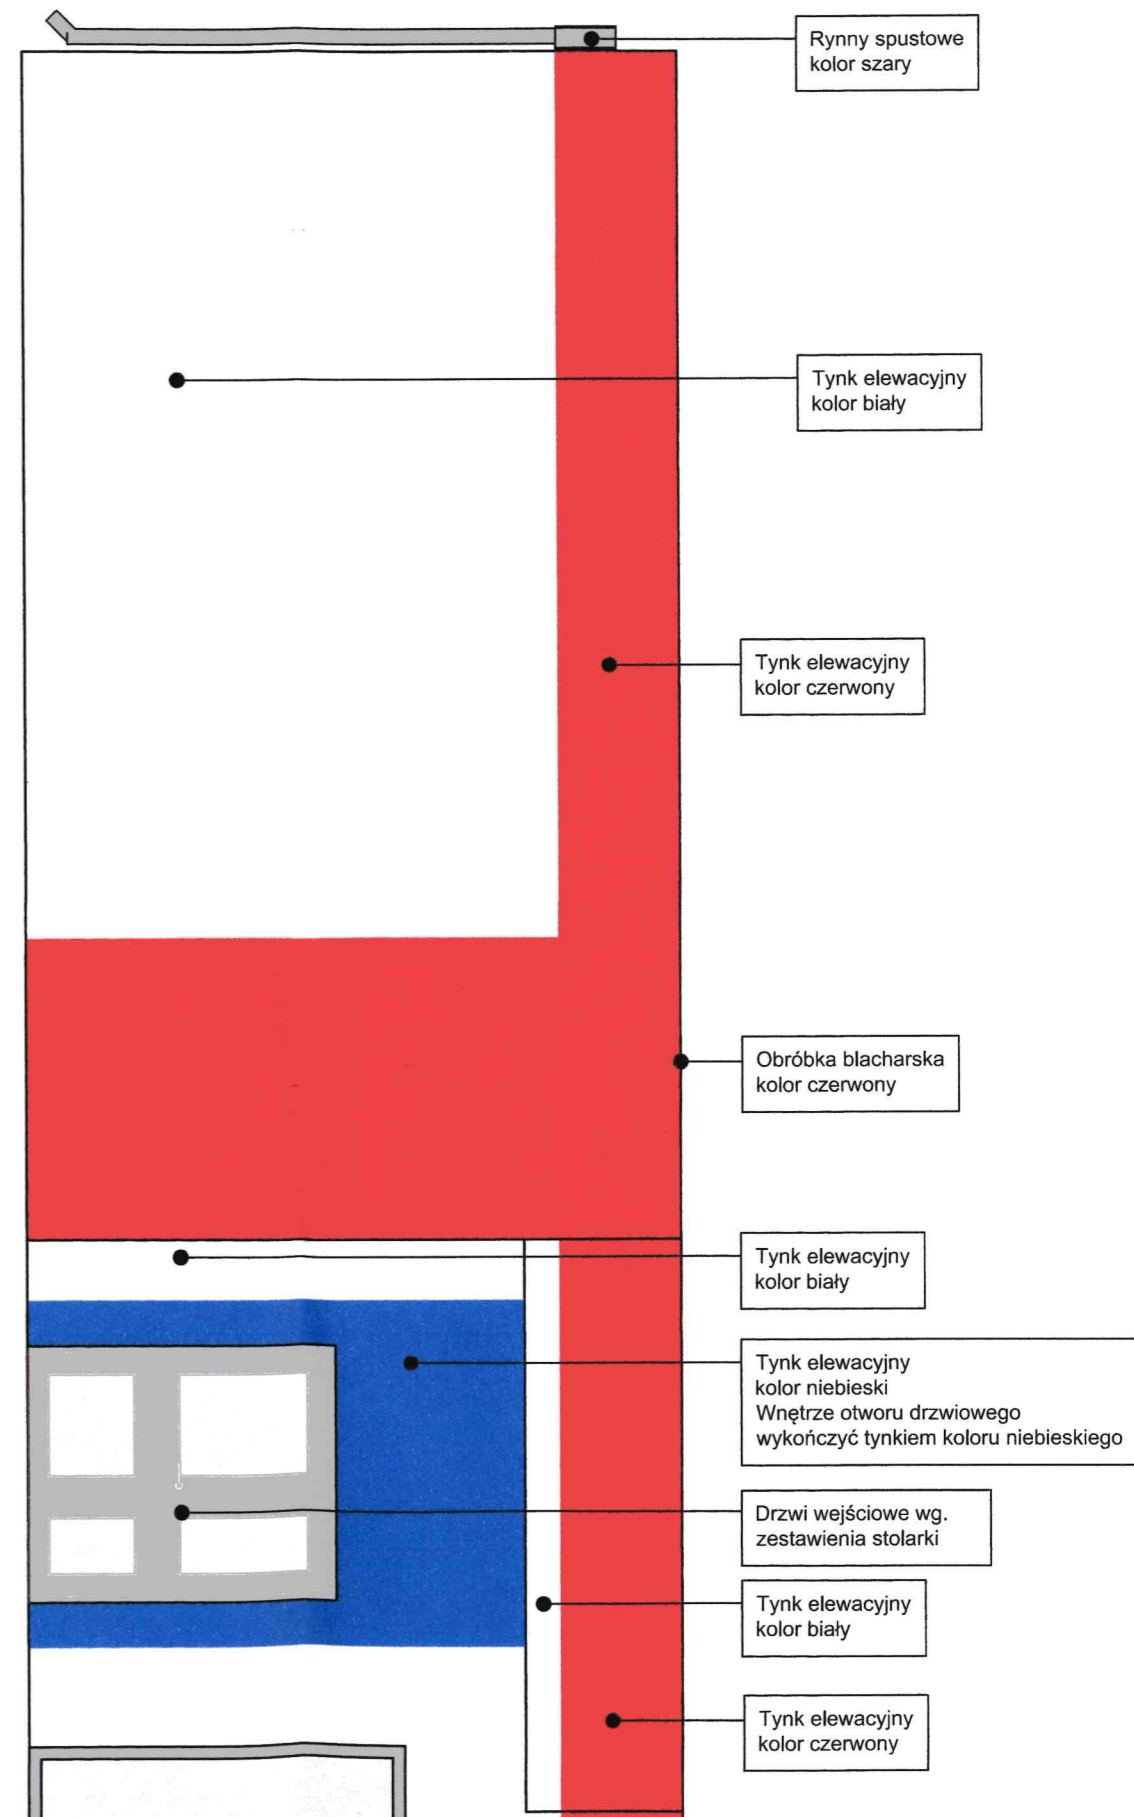 Rynny spustowe
kolor szary
Tynk elewacyjny
kolor biały
Tynk elewacyjny
kolor czerwony
Obróbka blacharska
kolor czerwony
Tynk elewacyjny
kolor biały
Tynk elewacyjny
kolor niebieski
Wnętrze otworu drzwiowego
wykończyć tynkiem koloru niebieskiego
Drzwi wejściowe wg.
zestawienia stolarki
Tynk elewacyjny
kolor biały
Tynk elewacyjny
kolor czerwony